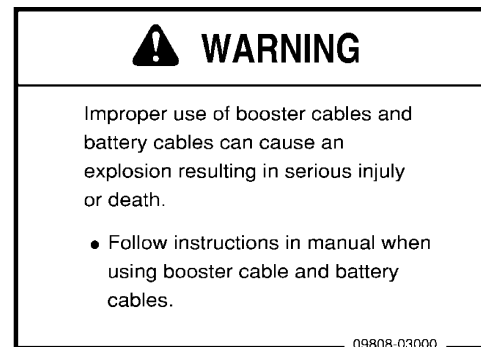 WARNING
Improper use of booster cables and
battery cables can cause an
explosion resulting in serious injuly
or death.
● Follow instructions in manual when
using booster cable and battery
cables.
09808-03000